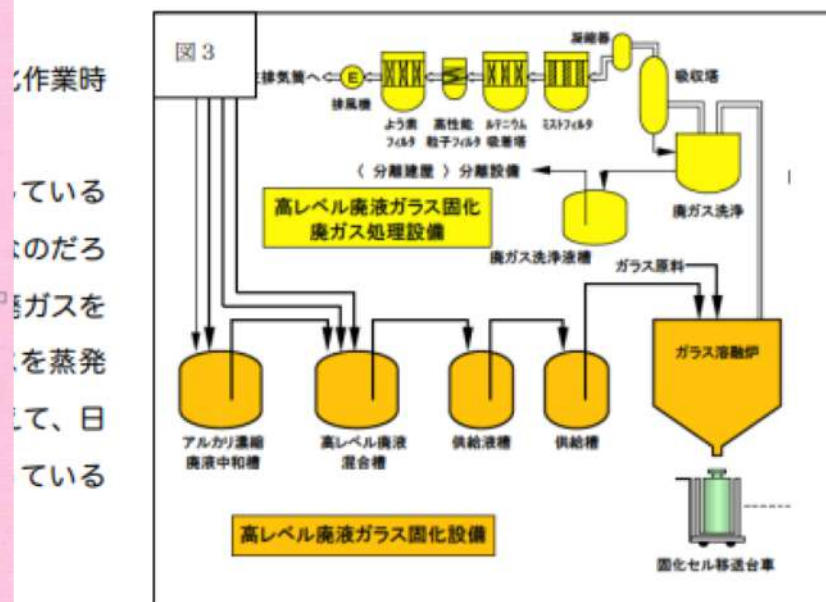 化作業時
ている
なのだろ
廃ガスを
スを蒸発
えて、日
っている
図3
主排気筒へ
E
排風機
よう素
フィルタ
高性能
粒子フィルタ
ルテニウム
吸着塔
ミストフィルタ
凝縮器
吸収塔
廃ガス洗浄
〈 分離建屋 〉分離設備
廃ガス洗浄液槽
高レベル廃液ガラス固化
廃ガス処理設備
ガラス原料
ガラス溶融炉
アルカリ濃縮
廃液中和槽
高レベル廃液
混合槽
供給液槽
供給槽
高レベル廃液ガラス固化設備
固化セル移送台車